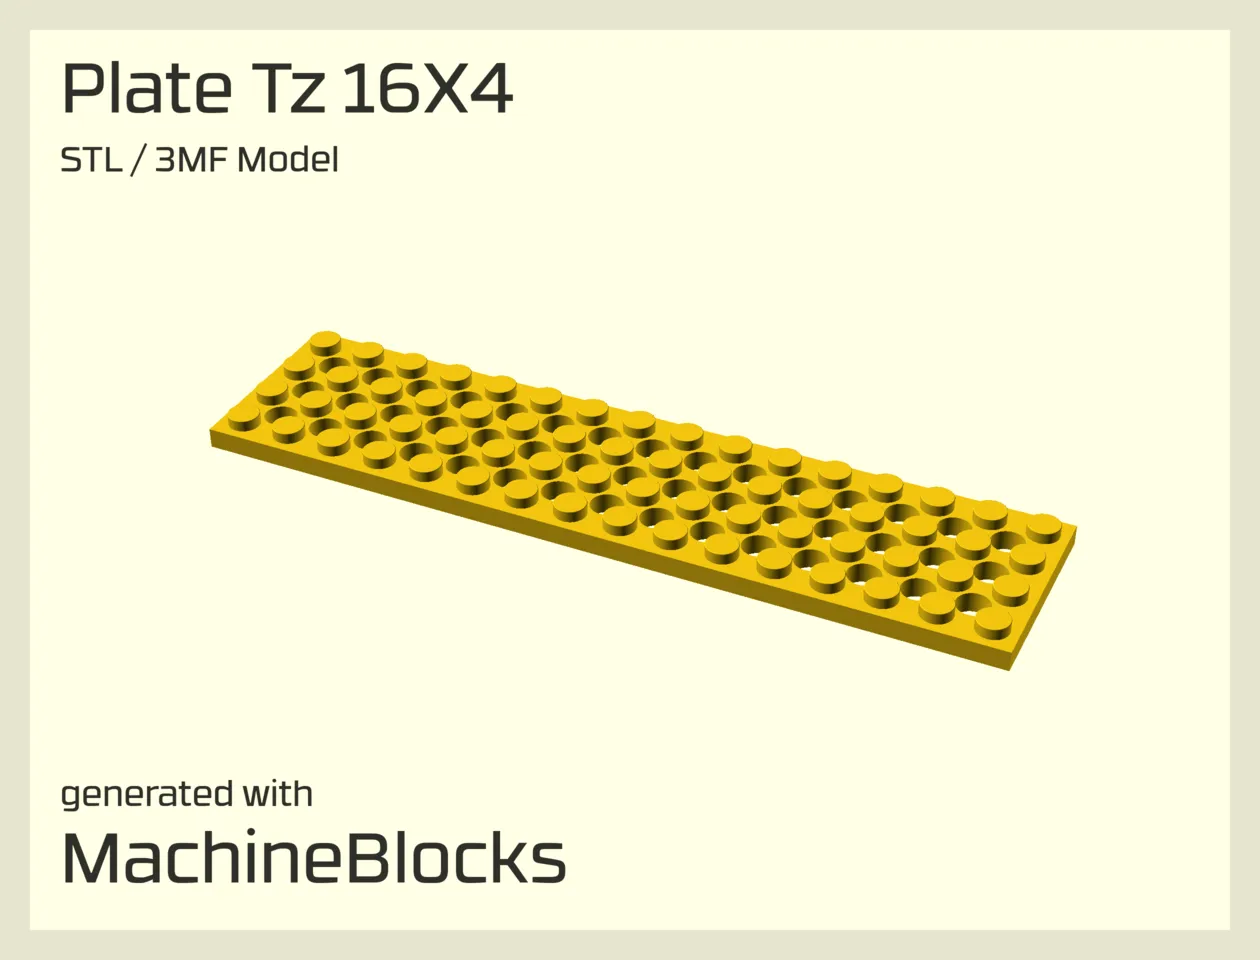 Plate Tz 16X4
STL / 3MF Model
generated with
MachineBlocks